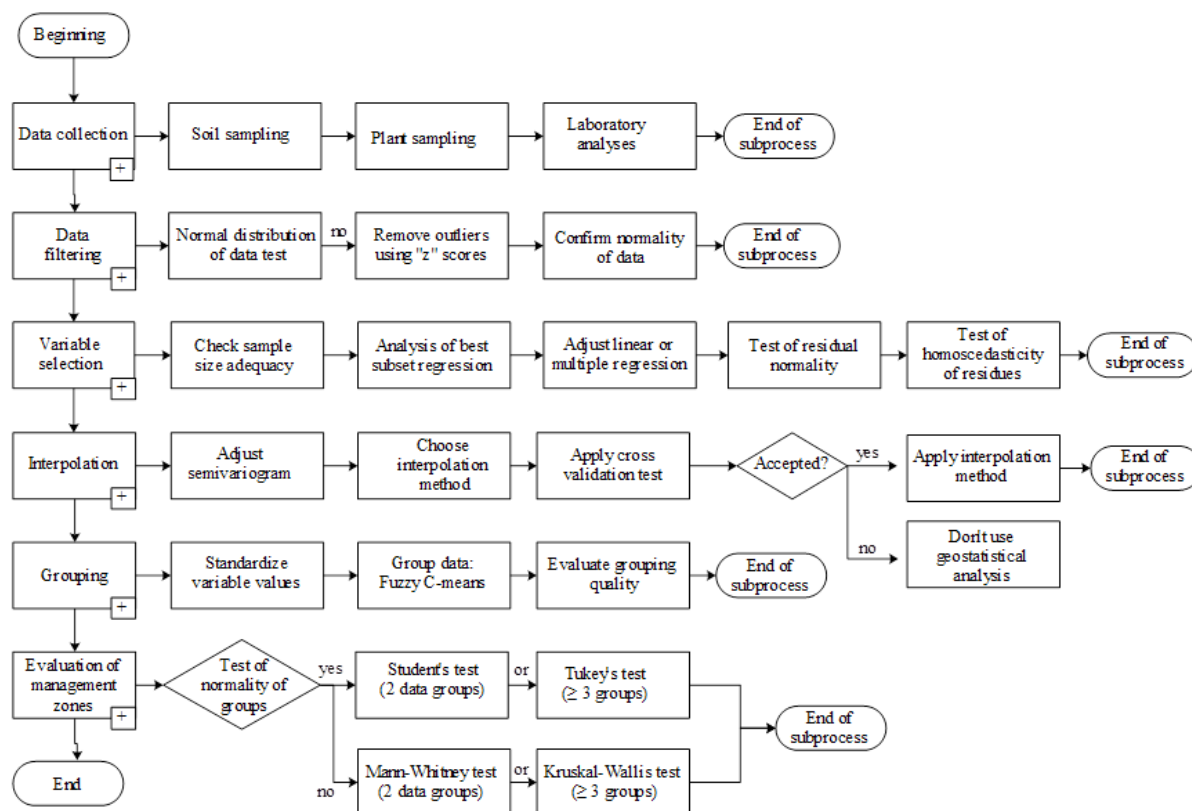 Beginning
Data collection
+
Soil sampling
Plant sampling
Laboratory
analyses
End of
subprocess
Data
filtering
+
Normal distribution
of data test
no
Remove outliers
using "z" scores
Confirm normality
of data
End of
subprocess
Variable
selection
+
Check sample
size adequacy
Analysis of best
subset regression
Adjust linear or
multiple regression
Test of residual
normality
Test of
homoscedasticity
of residues
End of
subprocess
Interpolation
+
Adjust
semivariogram
Choose
interpolation
method
Apply cross
validation test
Accepted?
yes
Apply interpolation
method
End of
subprocess
no
Don't use
geostatistical
analysis
Grouping
+
Standardize
variable values
Group data:
Fuzzy C-means
Evaluate grouping
quality
End of
subprocess
Evaluation of
management
zones
+
Test of
normality of
groups
yes
Student's test
(2 data groups)
or
Tukey's test
(≥ 3 groups)
End of
subprocess
no
Mann-Whitney test
(2 data groups)
or
Kruskal-Wallis test
(≥ 3 groups)
End